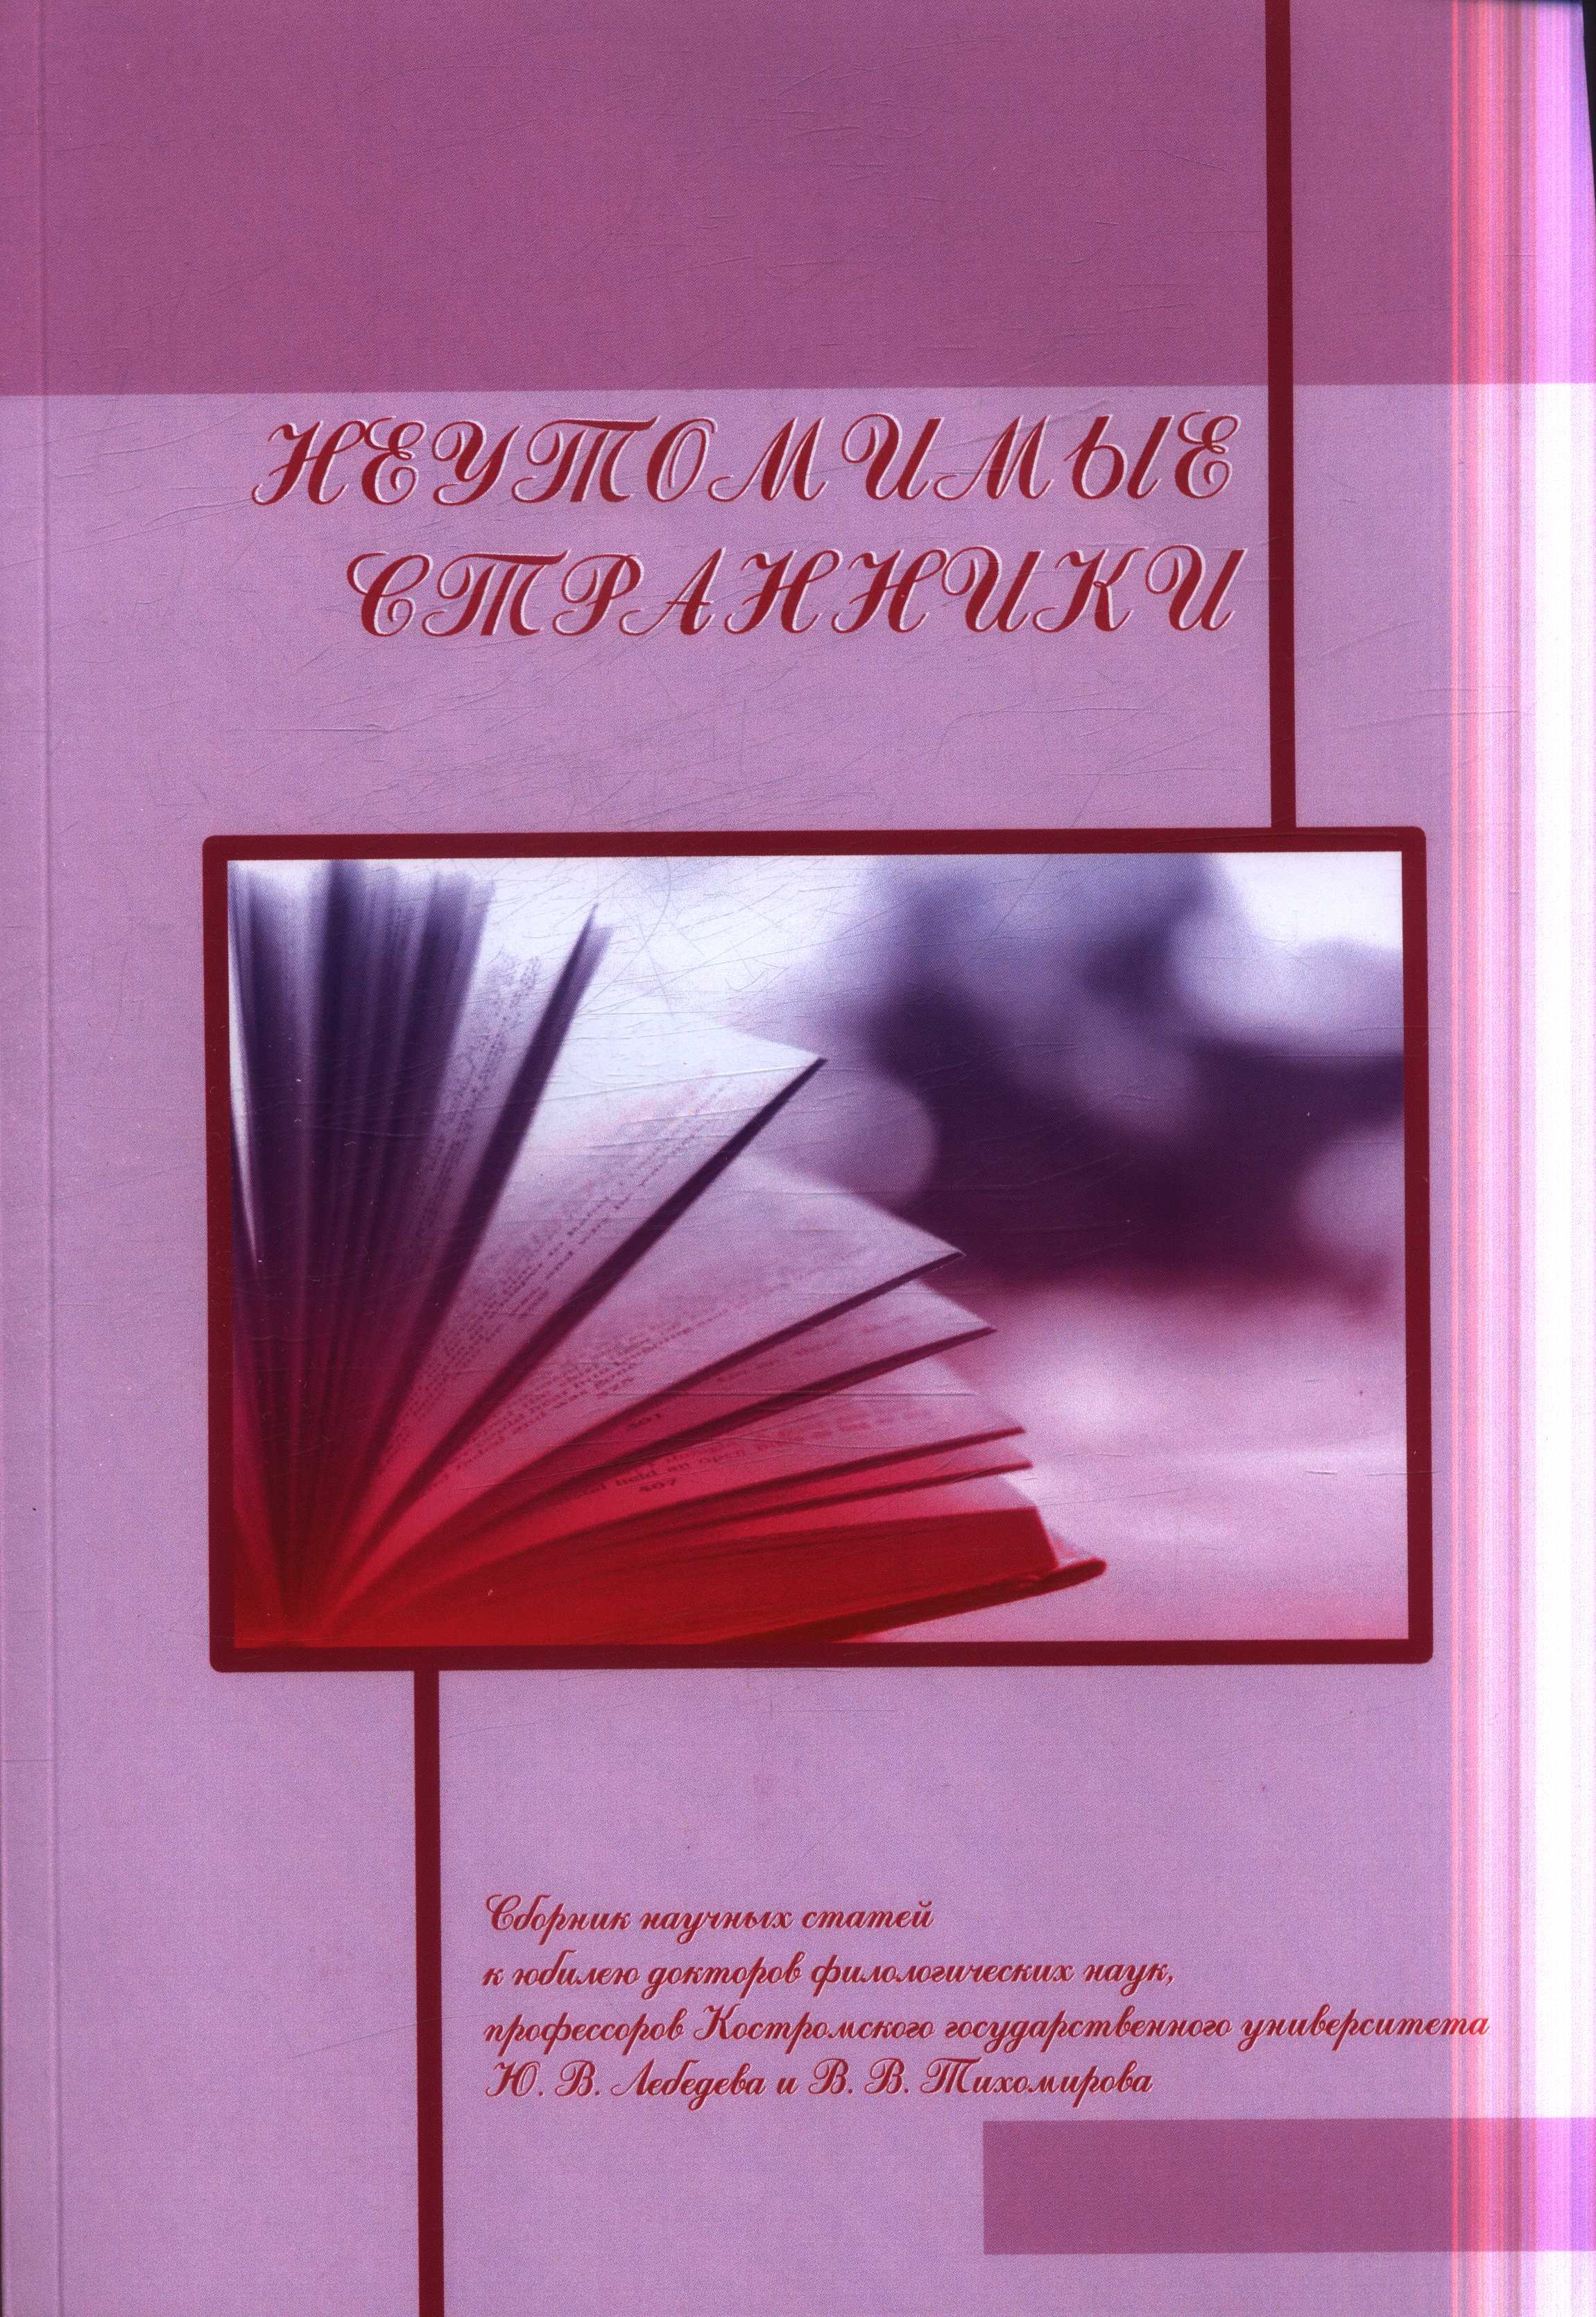 НЕУТОМИМЫЕ
СТРАННИКИ
Сборник научных статей
к юбилею докторов филологических наук,
профессоров Костромского государственного университета
Ю. В. Лебедева и В. В. Тихомирова